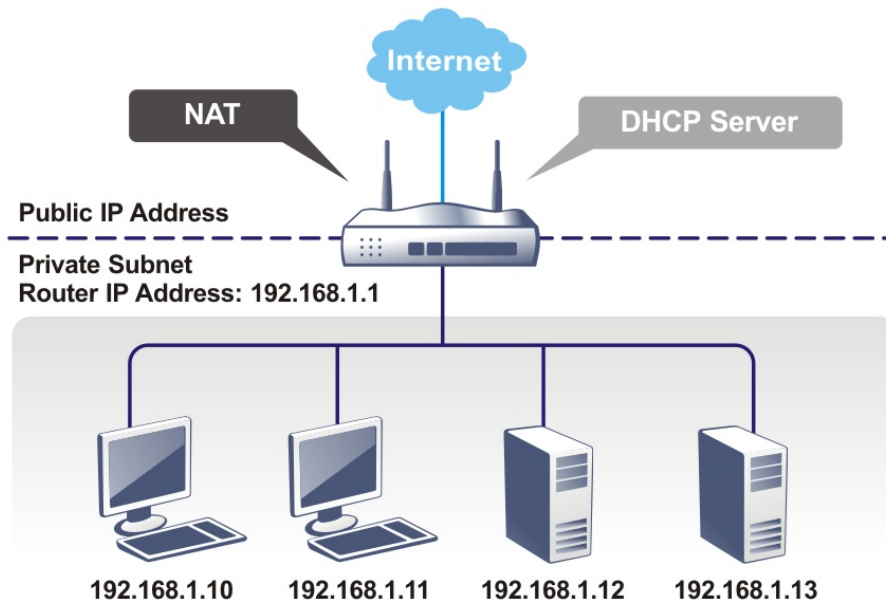 Internet
NAT
DHCP Server
Public IP Address
Private Subnet
Router IP Address: 192.168.1.1
192.168.1.10
192.168.1.11
192.168.1.12
192.168.1.13